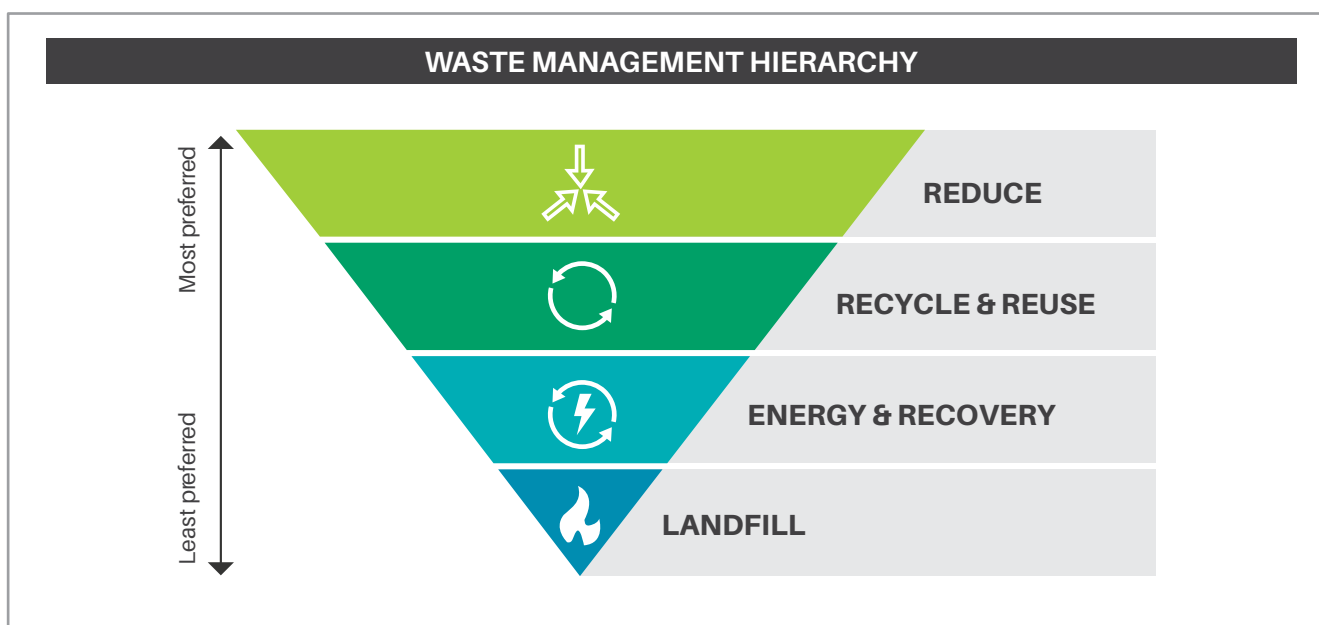 WASTE MANAGEMENT HIERARCHY
Most preferred
Least preferred
REDUCE
RECYCLE & REUSE
ENERGY & RECOVERY
LANDFILL